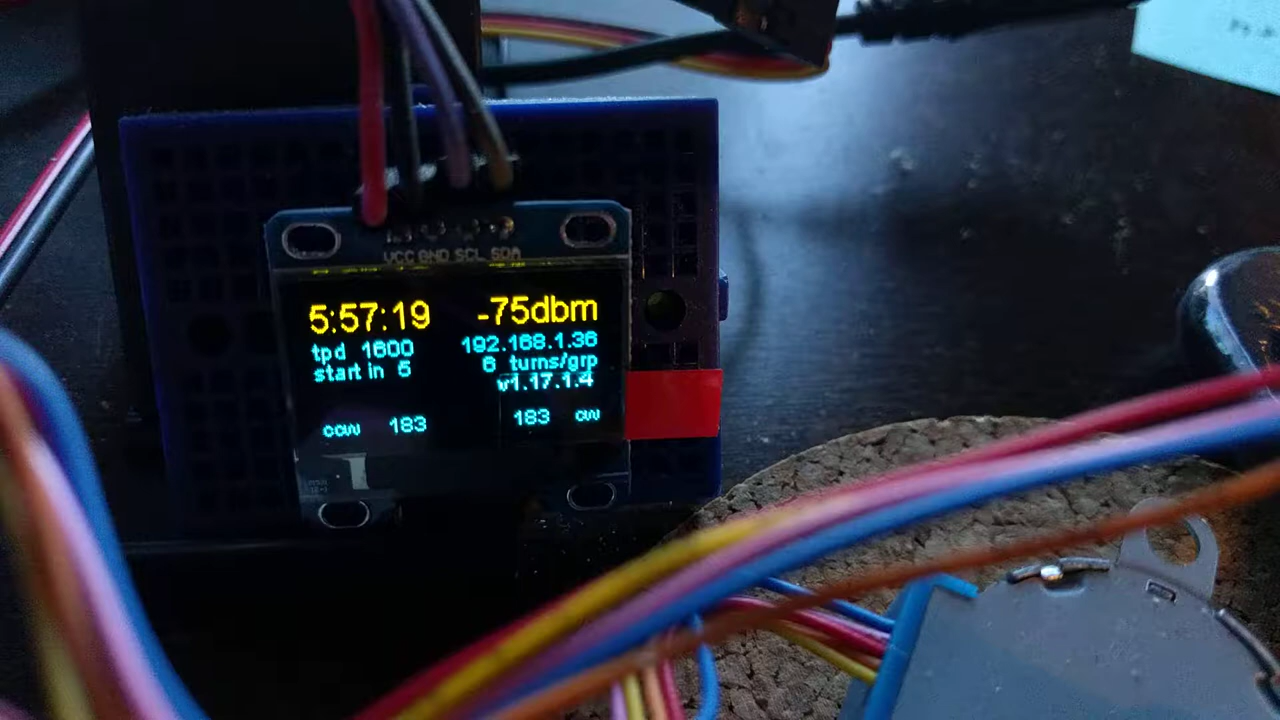 VCC GND SCL SDA
5:57:19 -75dbm
tpd 1600 192.168.1.36
start in 5 6 turns/grp
v1.17.1.4
ccw 183 183 cw